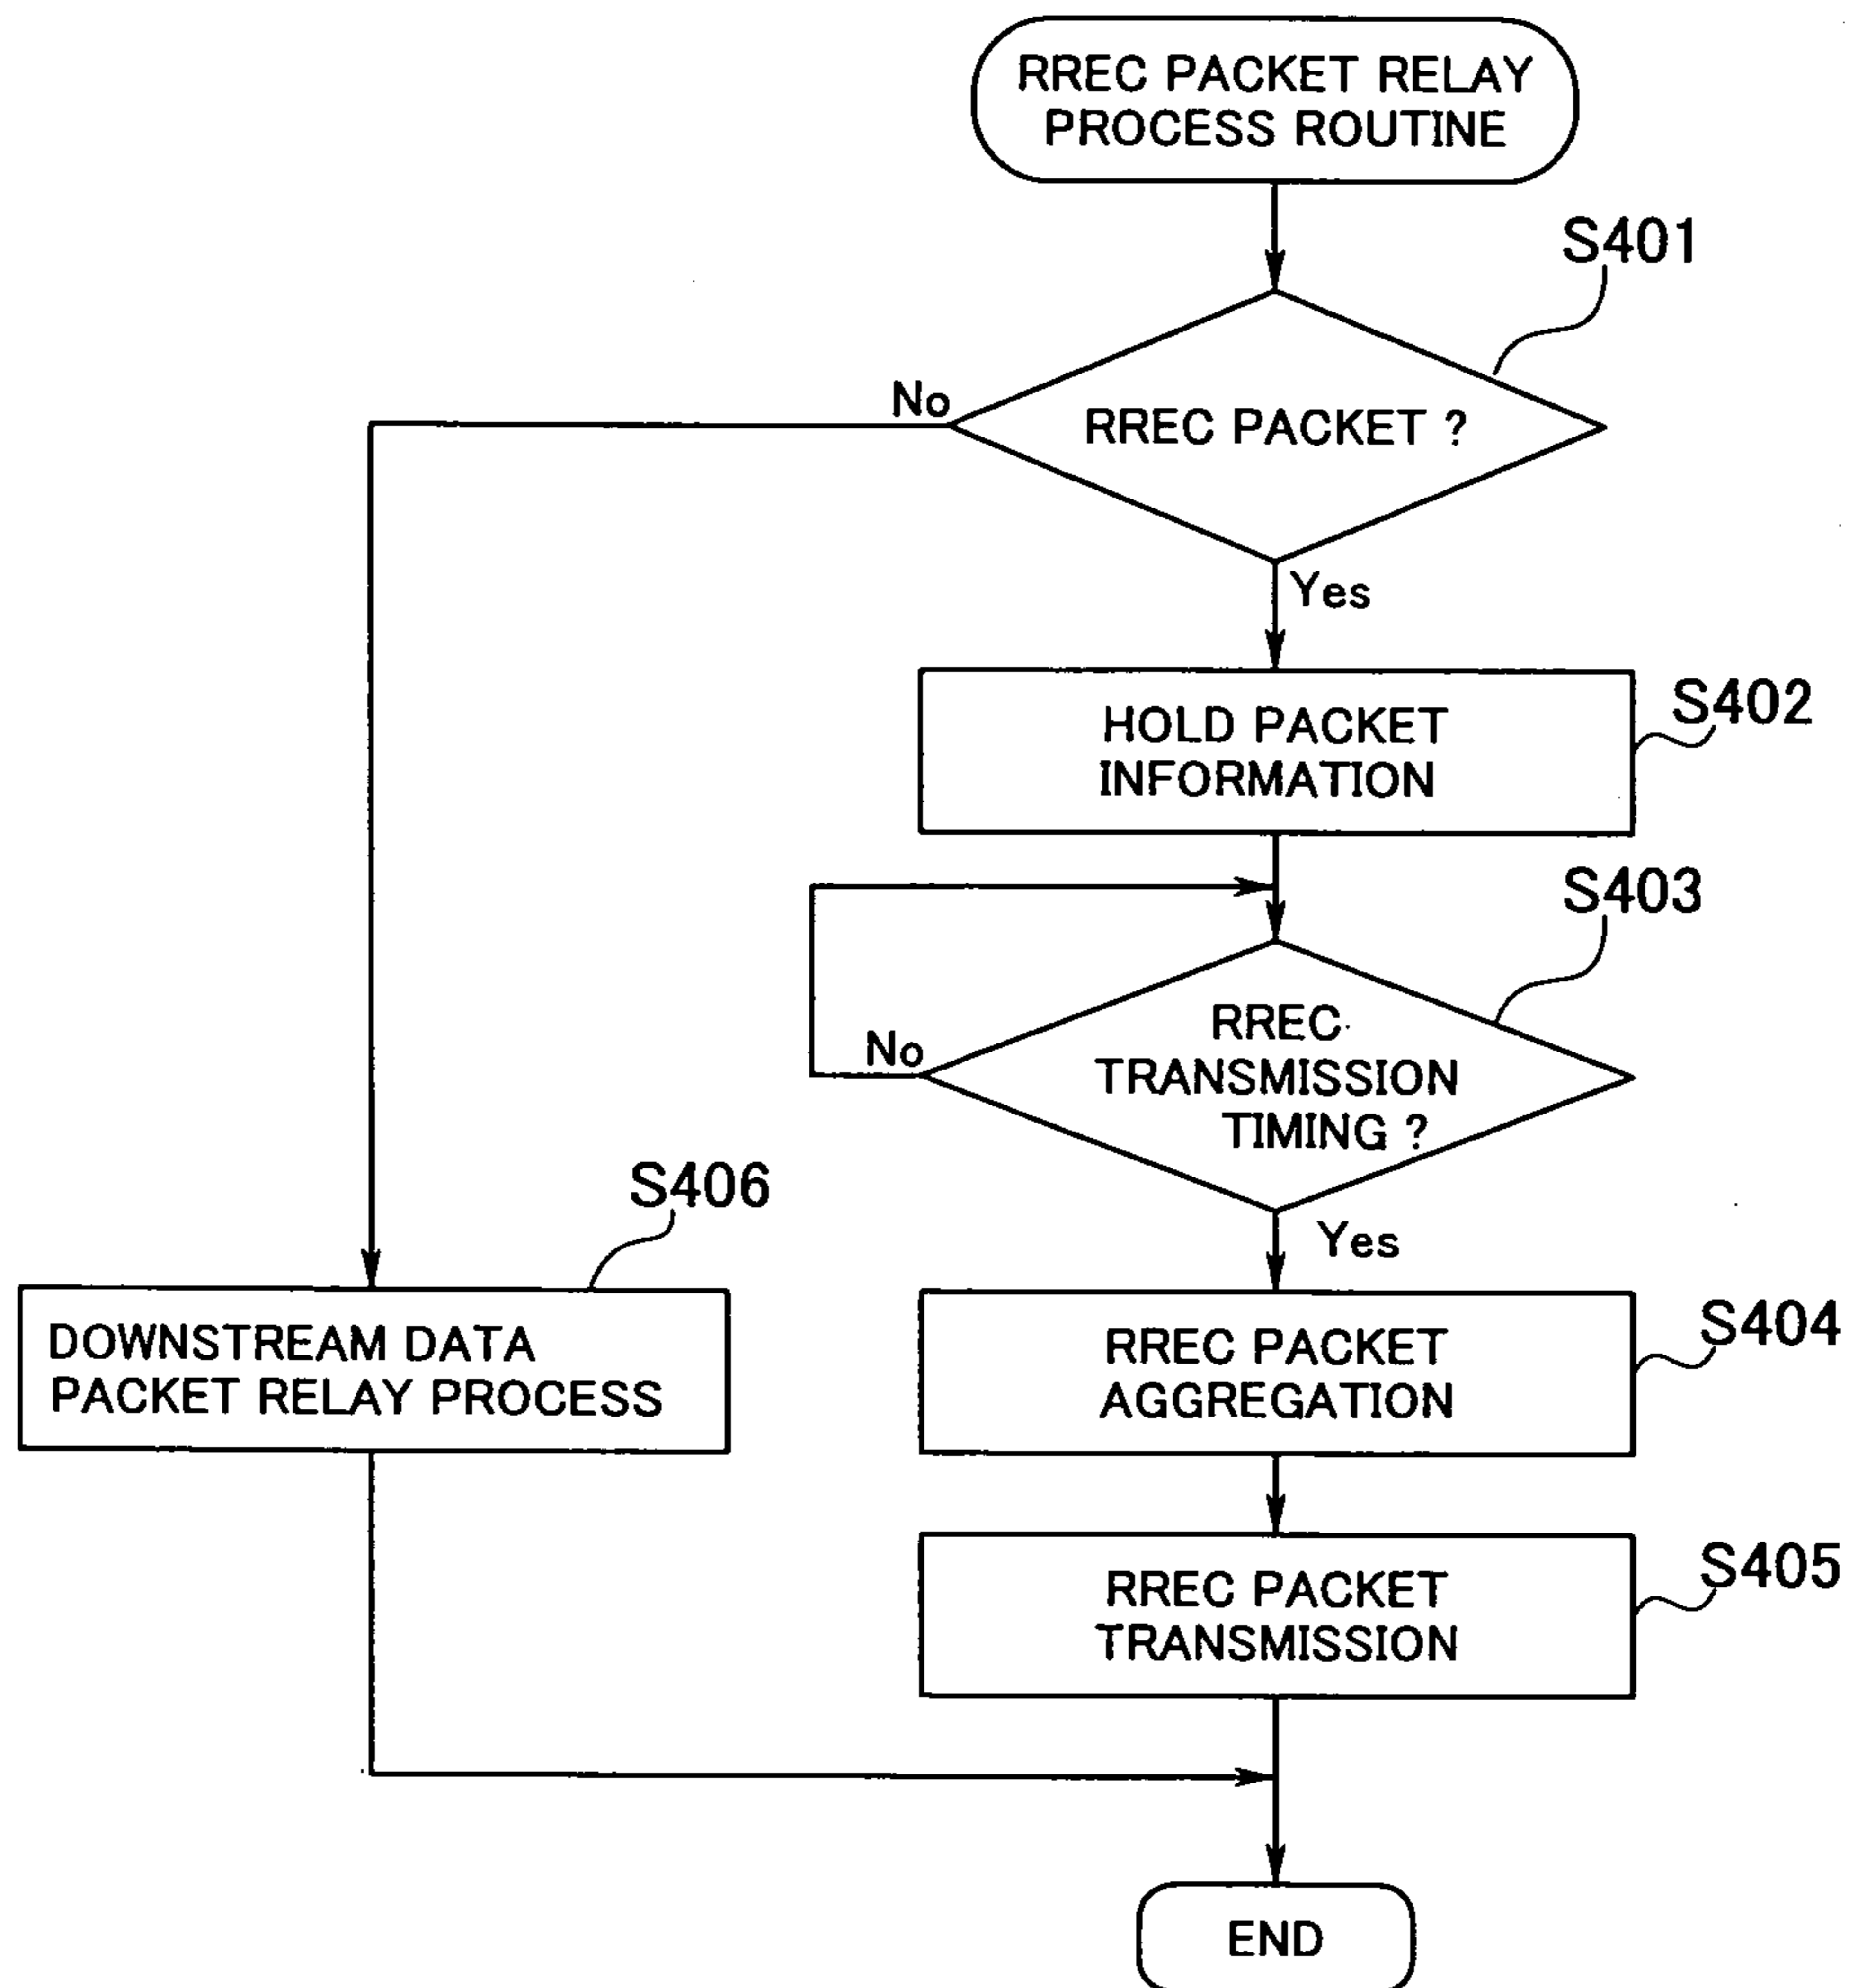 RREC PACKET RELAY
PROCESS ROUTINE
S401
No
RREC PACKET ?
Yes
S402
HOLD PACKET
INFORMATION
S403
No
RREC
TRANSMISSION
TIMING ?
Yes
S406
DOWNSTREAM DATA
PACKET RELAY PROCESS
S404
RREC PACKET
AGGREGATION
S405
RREC PACKET
TRANSMISSION
END